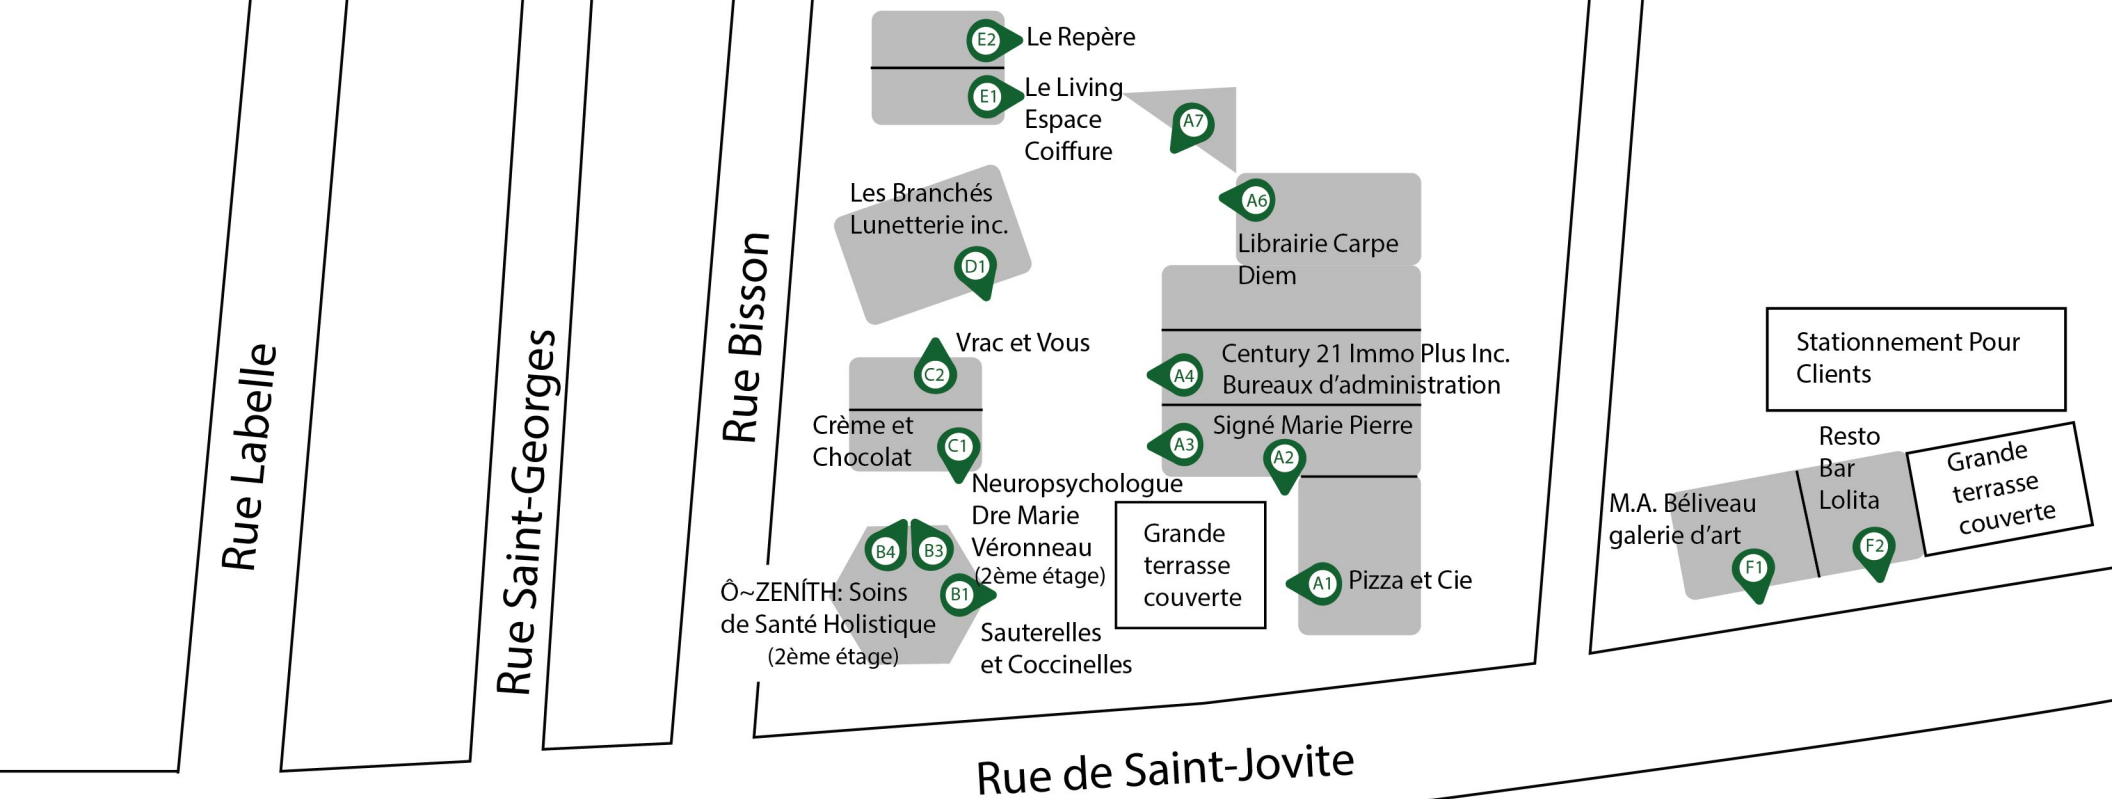 E2
Le Repère
E1
Le Living
Espace
Coiffure
A7
Les Branchés
Lunetterie inc.
D1
A6
Librairie Carpe
Diem
Vrac et Vous
C2
A4
Century 21 Immo Plus Inc.
Bureaux d’administration
Crème et
Chocolat
C1
A3
Signé Marie Pierre
A2
Neuropsychologue
Dre Marie
Véronneau
(2ème étage)
B4
B3
B1
Ô~ZENÍTH: Soins
de Santé Holistique
(2ème étage)
Sauterelles
et Coccinelles
Grande
terrasse
couverte
A1
Pizza et Cie
Stationnement Pour
Clients
Resto
Bar
Lolita
F2
M.A. Béliveau
galerie d’art
F1
Grande
terrasse
couverte
Rue Labelle
Rue Saint-Georges
Rue Bisson
Rue de Saint-Jovite